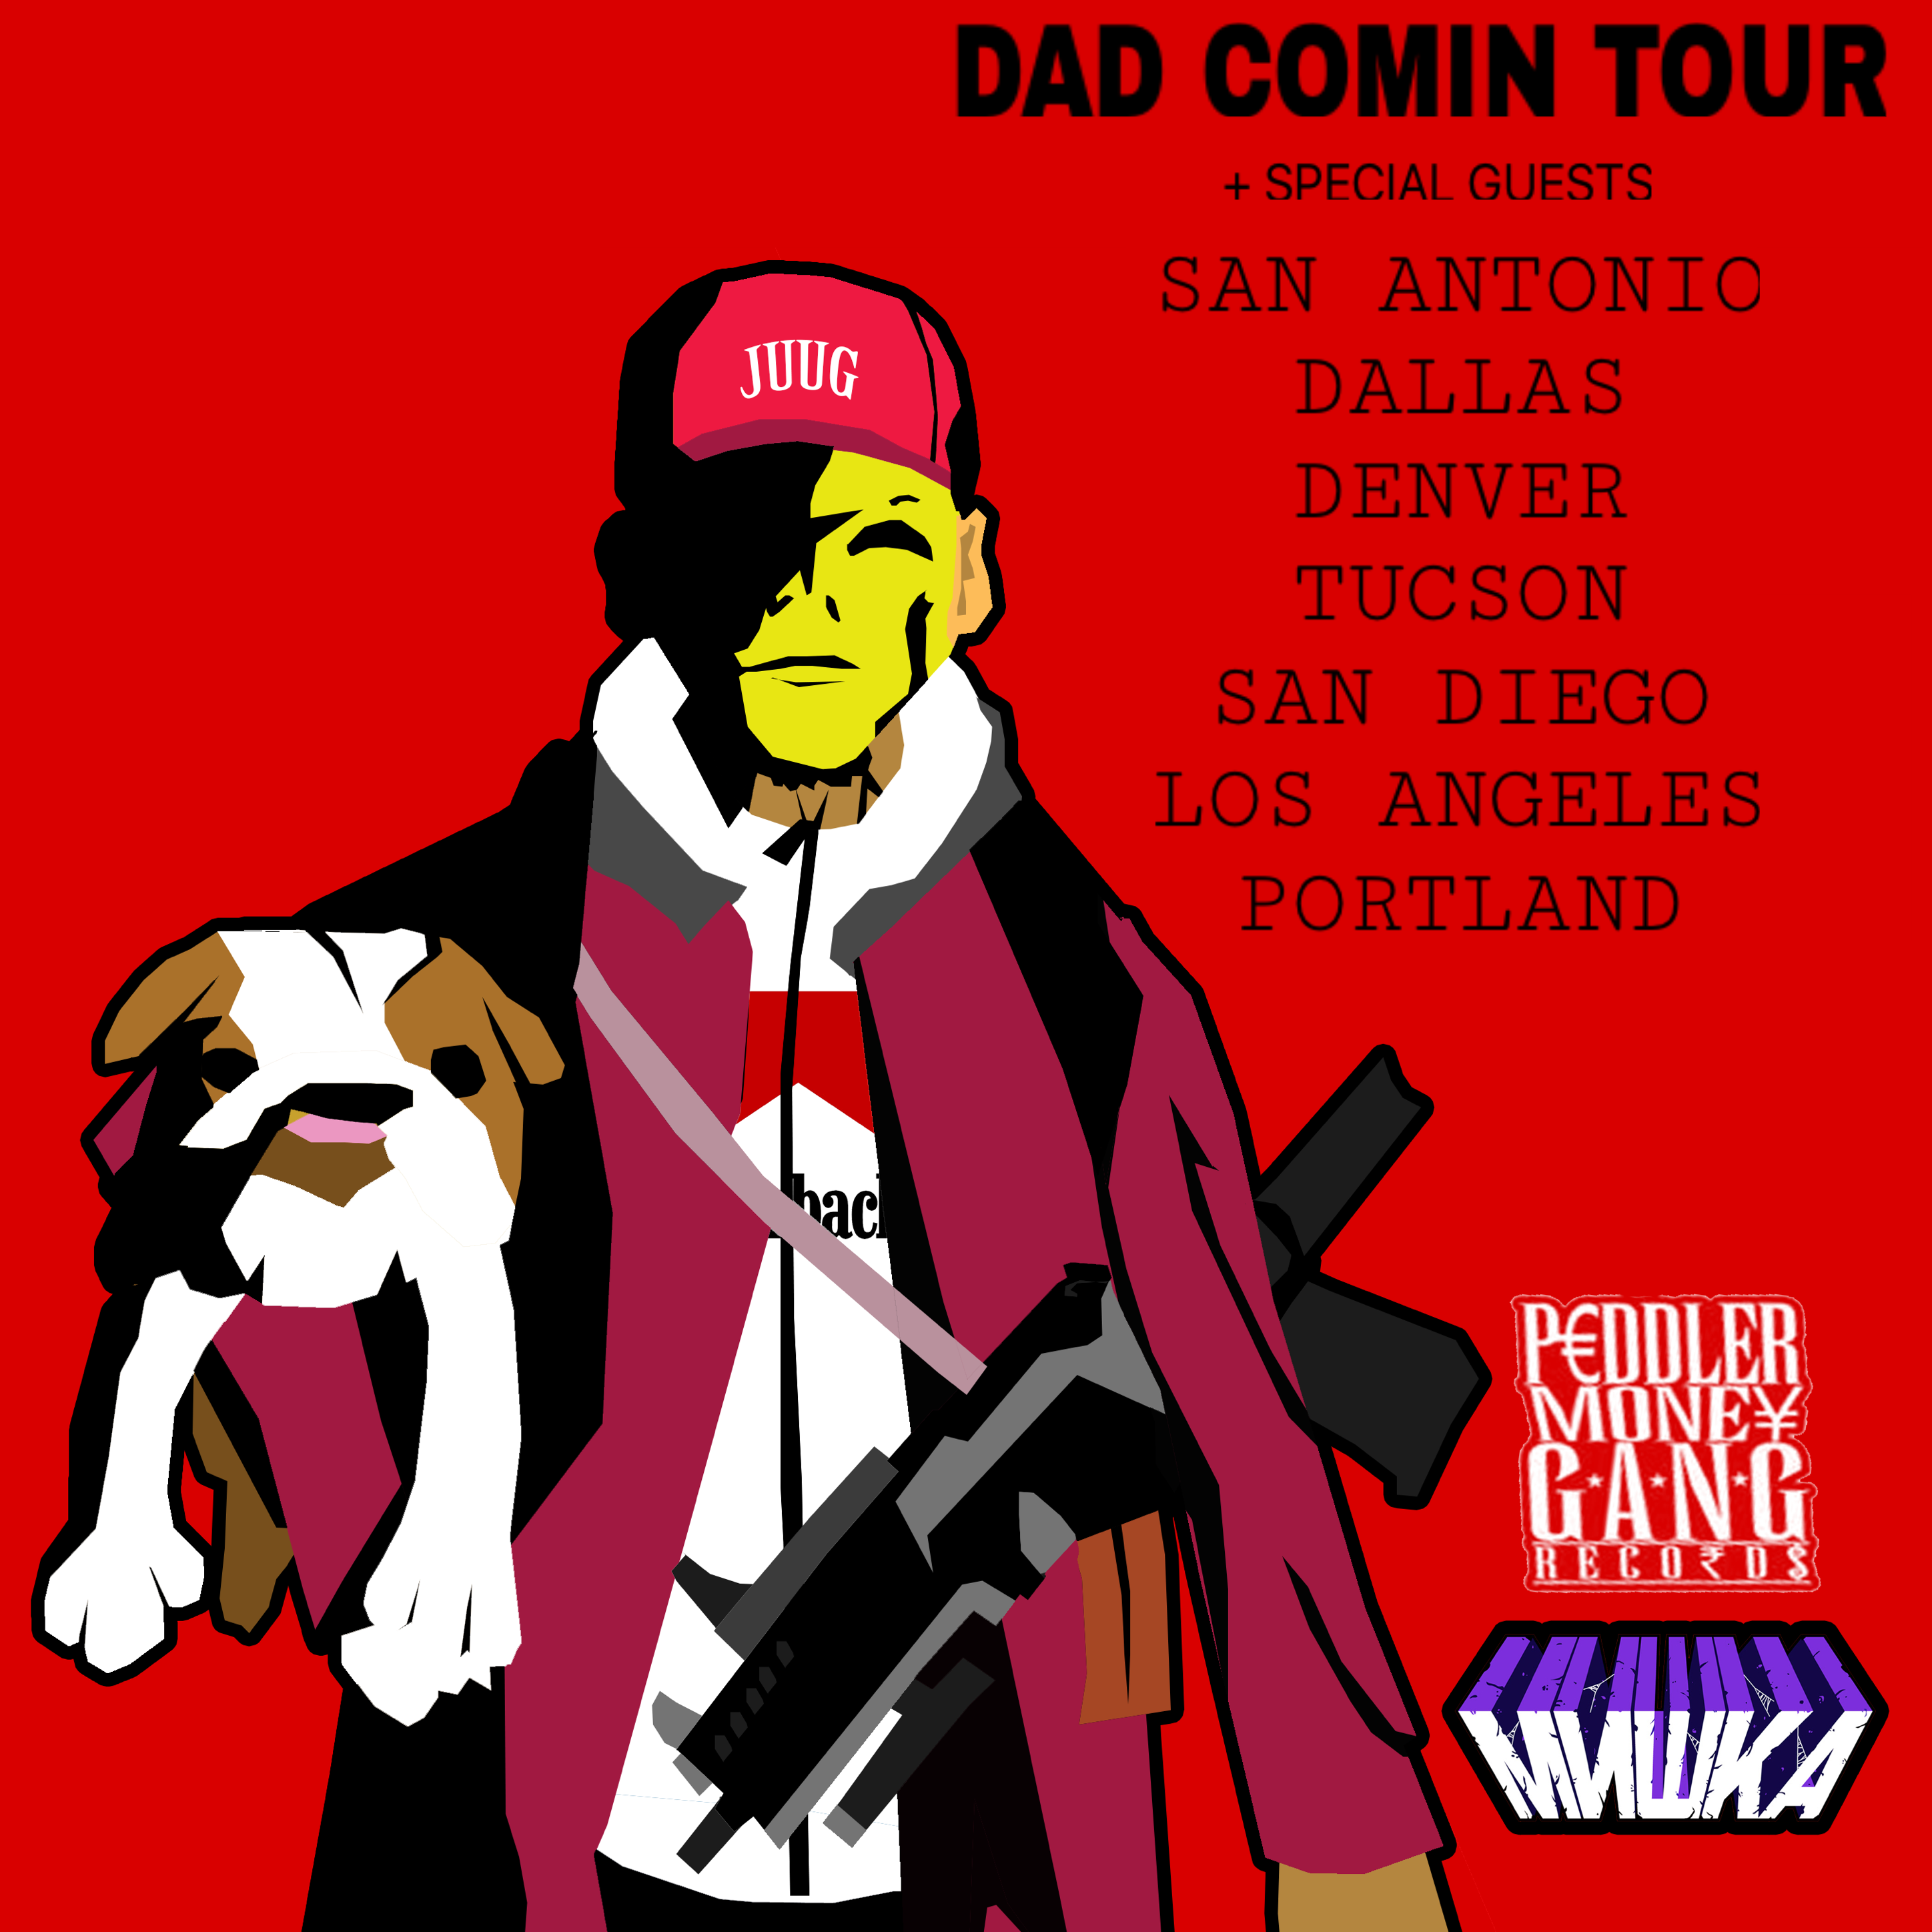 DAD COMIN TOUR
+ SPECIAL GUESTS
SAN ANTONIO
DALLAS
DENVER
TUCSON
SAN DIEGO
LOS ANGELES
PORTLAND
JUUG
bac
P€DDLER
MONE¥
G★A★N★G
RECO₹D$